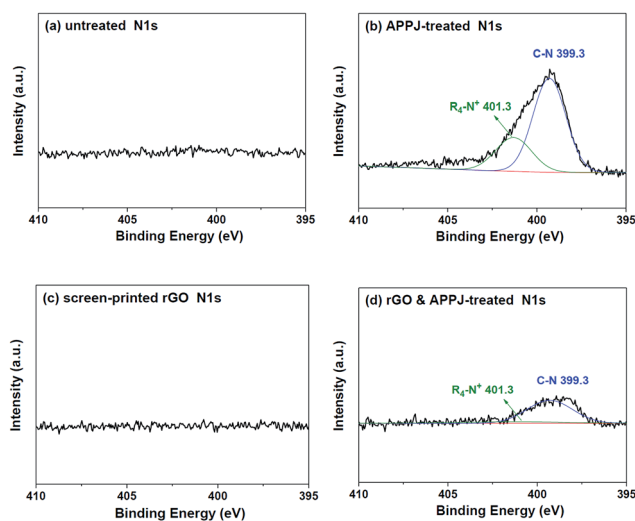 (a) untreated N1s
Intensity (a.u.)
410 405 400 395
Binding Energy (eV)
(b) APPJ-treated N1s
C-N 399.3
R4-N+ 401.3
Intensity (a.u.)
410 405 400 395
Binding Energy (eV)
(c) screen-printed rGO N1s
Intensity (a.u.)
410 405 400 395
Binding Energy (eV)
(d) rGO & APPJ-treated N1s
C-N 399.3
R4-N+ 401.3
Intensity (a.u.)
410 405 400 395
Binding Energy (eV)